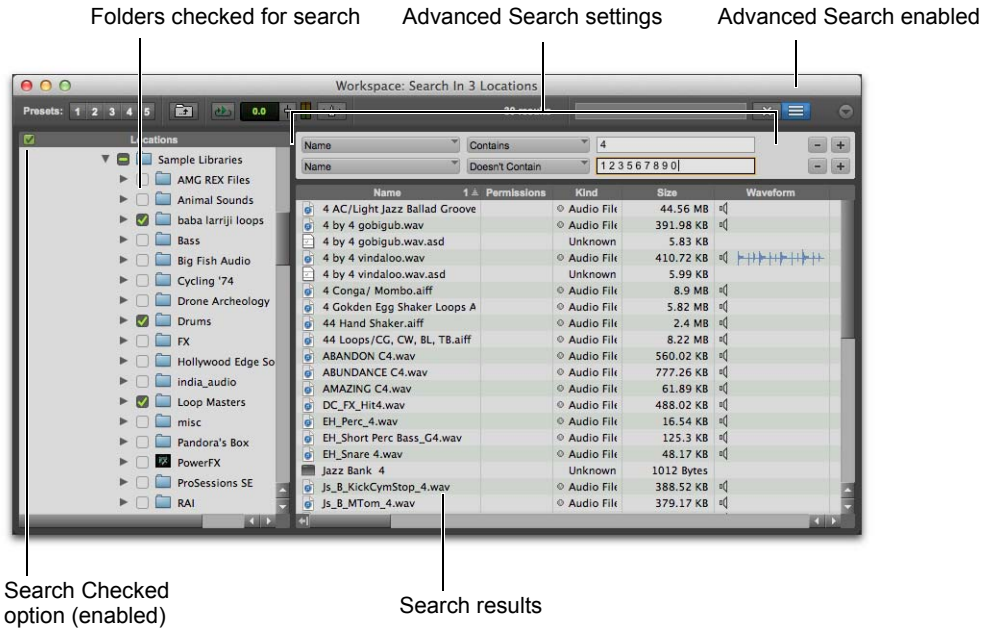 Folders checked for search
Advanced Search settings
Advanced Search enabled
Workspace: Search In 3 Locations
Presets: 1 2 3 4 5
0.0
Locations
Sample Libraries
AMG REX Files
Animal Sounds
baba larriji loops
Bass
Big Fish Audio
Cycling '74
Drone Archeology
Drums
FX
Hollywood Edge So
india_audio
Loop Masters
misc
Pandora's Box
PowerFX
ProSessions SE
RAI
Name Contains 4
Name Doesn't Contain 1 2 3 5 6 7 8 9 0
Name 1 Permissions Kind Size Waveform
4 AC/Light Jazz Ballad Groove Audio File 44.56 MB
4 by 4 gobigub.wav Audio File 391.98 KB
4 by 4 gobigub.wav.asd Unknown 5.83 KB
4 by 4 vindaloo.wav Audio File 410.72 KB
4 by 4 vindaloo.wav.asd Unknown 5.99 KB
4 Conga/ Mombo.aiff Audio File 8.9 MB
4 Gokden Egg Shaker Loops A Audio File 5.82 MB
44 Hand Shaker.aiff Audio File 2.4 MB
44 Loops/CG, CW, BL, TB.aiff Audio File 8.22 MB
ABANDON C4.wav Audio File 560.02 KB
ABUNDANCE C4.wav Audio File 777.26 KB
AMAZING C4.wav Audio File 61.89 KB
DC_FX_Hit4.wav Audio File 488.02 KB
EH_Perc_4.wav Audio File 16.54 KB
EH_Short Perc Bass_G4.wav Audio File 125.3 KB
EH_Snare 4.wav Audio File 48.17 KB
Jazz Bank 4 Unknown 1012 Bytes
Js_B_KickCymStop_4.wav Audio File 388.52 KB
Js_B_MTom_4.wav Audio File 379.17 KB
Search Checked
option (enabled)
Search results